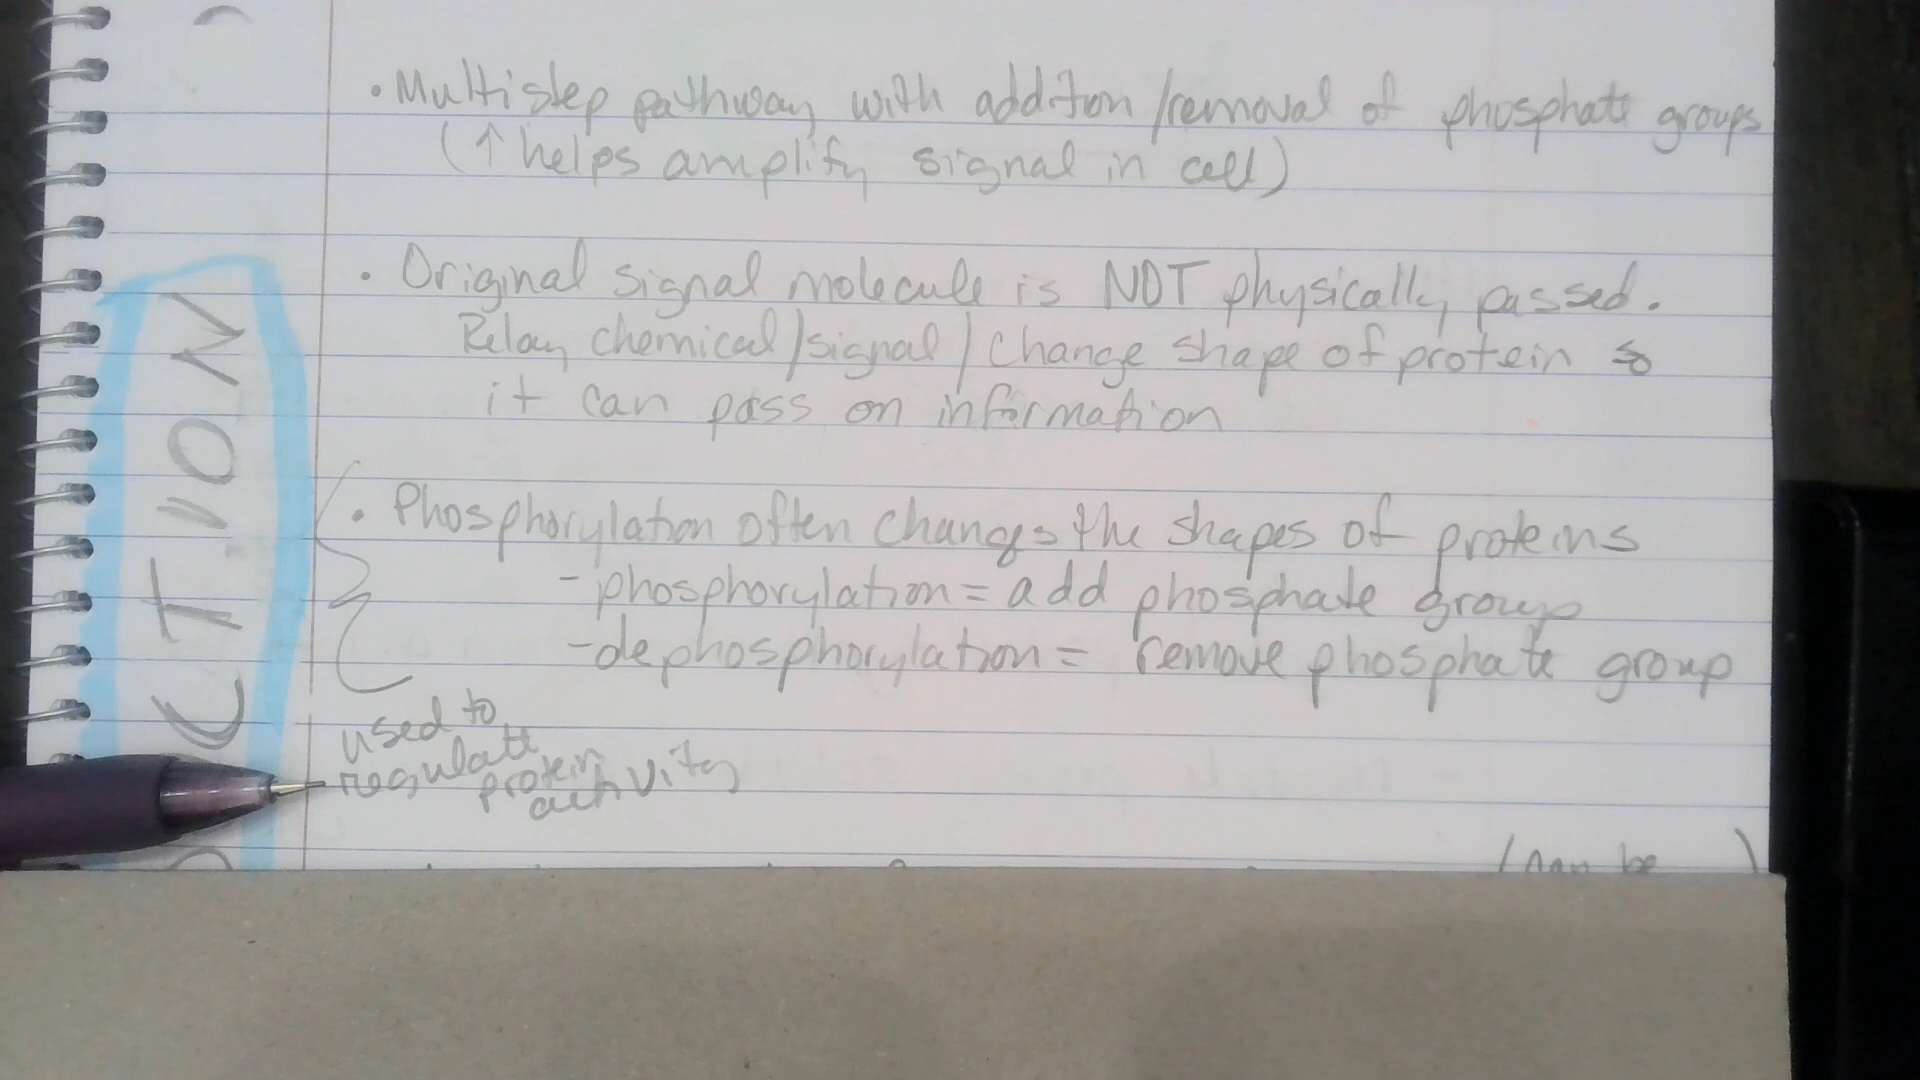 • Multistep pathway with addition/removal of phosphate groups
(↑ helps amplify signal in cell)
• Original signal molecule is NOT physically passed.
Relay chemical/signal/change shape of protein so
it can pass on information
• Phosphorylation often changes the shapes of proteins
- phosphorylation = add phosphate group
- dephosphorylation = remove phosphate group
used to
regulate
protein
activity
(can be )
CTION